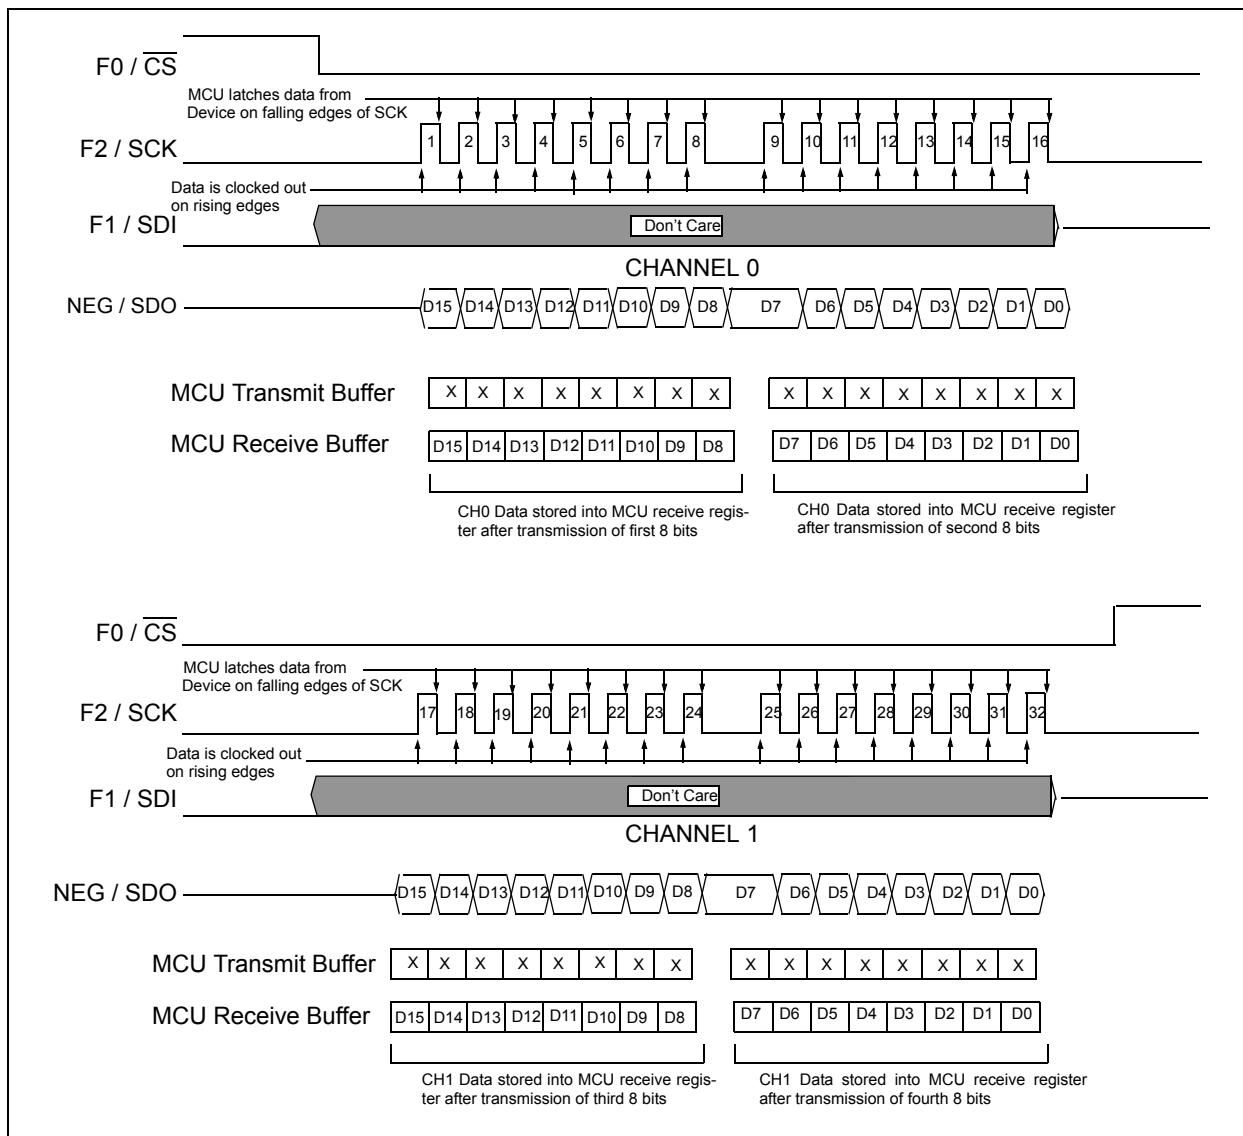 F0 / CS
MCU latches data from
Device on falling edges of SCK
F2 / SCK
1 2 3 4 5 6 7 8 9 10 11 12 13 14 15 16
Data is clocked out
on rising edges
F1 / SDI
Don't Care
CHANNEL 0
NEG / SDO
D15 D14 D13 D12 D11 D10 D9 D8 D7 D6 D5 D4 D3 D2 D1 D0
MCU Transmit Buffer
X X X X X X X X X X X X X X X X
MCU Receive Buffer
D15 D14 D13 D12 D11 D10 D9 D8 D7 D6 D5 D4 D3 D2 D1 D0
CH0 Data stored into MCU receive regis-
ter after transmission of first 8 bits
CH0 Data stored into MCU receive register
after transmission of second 8 bits
F0 / CS
MCU latches data from
Device on falling edges of SCK
F2 / SCK
17 18 19 20 21 22 23 24 25 26 27 28 29 30 31 32
Data is clocked out
on rising edges
F1 / SDI
Don't Care
CHANNEL 1
NEG / SDO
D15 D14 D13 D12 D11 D10 D9 D8 D7 D6 D5 D4 D3 D2 D1 D0
MCU Transmit Buffer
X X X X X X X X X X X X X X X X
MCU Receive Buffer
D15 D14 D13 D12 D11 D10 D9 D8 D7 D6 D5 D4 D3 D2 D1 D0
CH1 Data stored into MCU receive regis-
ter after transmission of third 8 bits
CH1 Data stored into MCU receive register
after transmission of fourth 8 bits